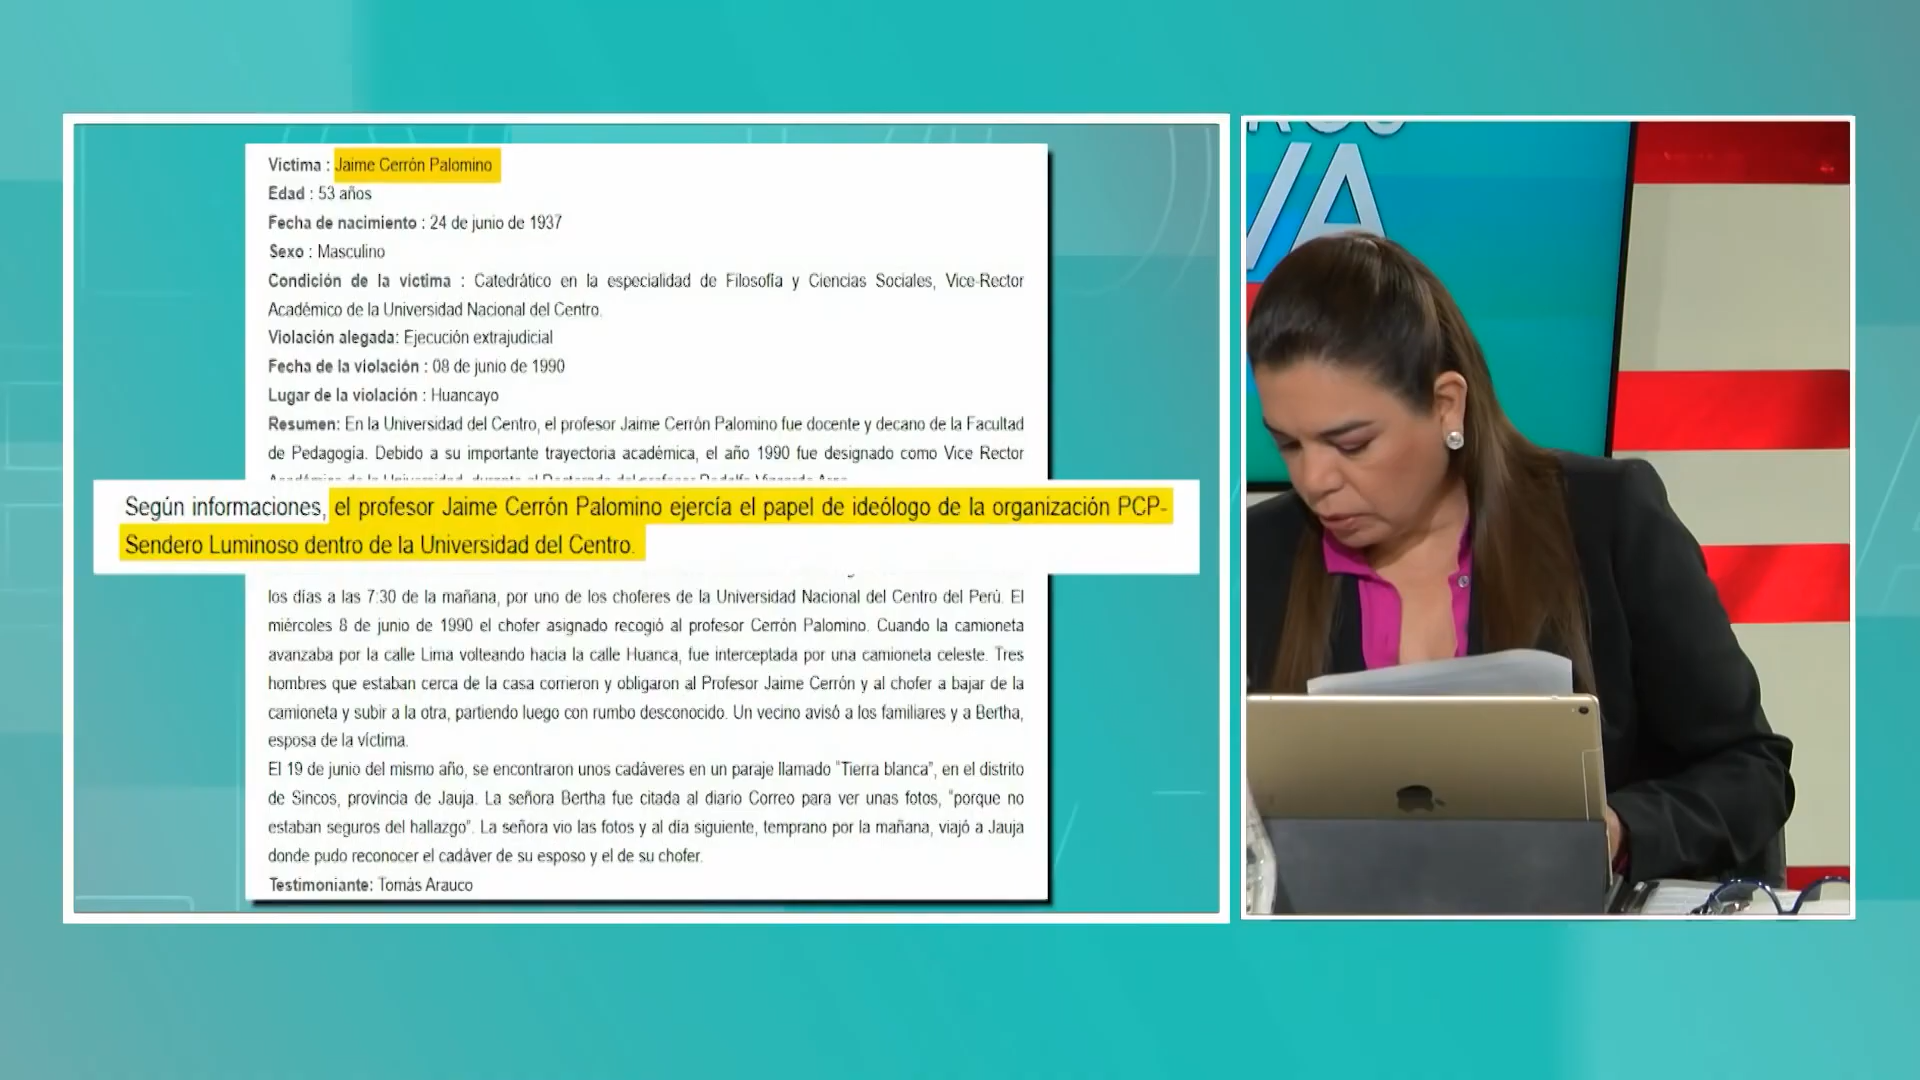 Víctima : Jaime Cerrón Palomino
Edad : 53 años
Fecha de nacimiento : 24 de junio de 1937
Sexo : Masculino
Condición de la víctima : Catedrático en la especialidad de Filosofía y Ciencias Sociales, Vice-Rector
Académico de la Universidad Nacional del Centro.
Violación alegada: Ejecución extrajudicial
Fecha de la violación : 08 de junio de 1990
Lugar de la violación : Huancayo
Resumen: En la Universidad del Centro, el profesor Jaime Cerrón Palomino fue docente y decano de la Facultad
de Pedagogía. Debido a su importante trayectoria académica, el año 1990 fue designado como Vice Rector
Según informaciones, el profesor Jaime Cerrón Palomino ejercía el papel de ideólogo de la organización PCP-
Sendero Luminoso dentro de la Universidad del Centro.
los días a las 7:30 de la mañana, por uno de los choferes de la Universidad Nacional del Centro del Perú. El
miércoles 8 de junio de 1990 el chofer asignado recogió al profesor Cerrón Palomino. Cuando la camioneta
avanzaba por la calle Lima volteando hacia la calle Huanca, fue interceptada por una camioneta celeste. Tres
hombres que estaban cerca de la casa corrieron y obligaron al Profesor Jaime Cerrón y al chofer a bajar de la
camioneta y subir a la otra, partiendo luego con rumbo desconocido. Un vecino avisó a los familiares y a Bertha,
esposa de la víctima.
El 19 de junio del mismo año, se encontraron unos cadáveres en un paraje llamado "Tierra blanca", en el distrito
de Sincos, provincia de Jauja. La señora Bertha fue citada al diario Correo para ver unas fotos, "porque no
estaban seguros del hallazgo". La señora vio las fotos y al día siguiente, temprano por la mañana, viajó a Jauja
donde pudo reconocer el cadáver de su esposo y el de su chofer.
Testimoniante: Tomás Arauco
VA